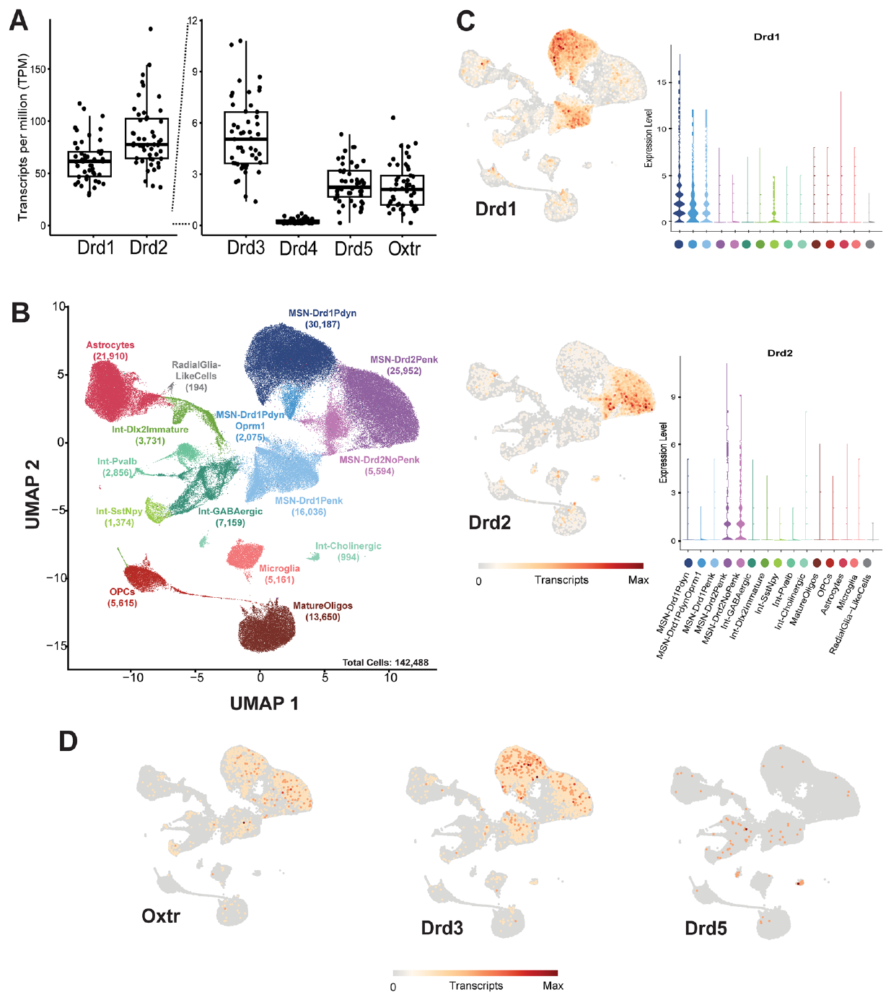 A
Transcripts per million (TPM)
150
100
50
0
12
9
6
3
0
Drd1
Drd2
Drd3
Drd4
Drd5
Oxtr
C
Drd1
Drd1
Expression Level
15
10
5
0
B
UMAP 2
10
5
0
−5
−10
−15
MSN-Drd1Pdyn
(30,187)
Astrocytes
(21,910)
RadialGlia-
LikeCells
(194)
MSN-Drd2Penk
(25,952)
MSN-Drd1Pdyn
Oprm1
(2,075)
Int-Dlx2Immature
(3,731)
Int-Pvalb
(2,856)
MSN-Drd2NoPenk
(5,594)
Int-SstNpy
(1,374)
Int-GABAergic
(7,159)
MSN-Drd1Penk
(16,036)
Int-Cholinergic
(994)
Microglia
(5,161)
OPCs
(5,615)
MatureOligos
(13,650)
Total Cells: 142,488
−10
−5
0
5
10
UMAP 1
Drd2
0
Transcripts
Max
Drd2
Expression Level
9
6
3
0
MSN-Drd1Pdyn
MSN-Drd1PdynOprm1
MSN-Drd1Penk
MSN-Drd2Penk
MSN-Drd2NoPenk
Int-GABAergic
Int-Dlx2Immature
Int-SstNpy
Int-Pvalb
Int-Cholinergic
MatureOligos
OPCs
Astrocytes
Microglia
RadialGlia−LikeCells
D
Oxtr
Drd3
Drd5
0
Transcripts
Max